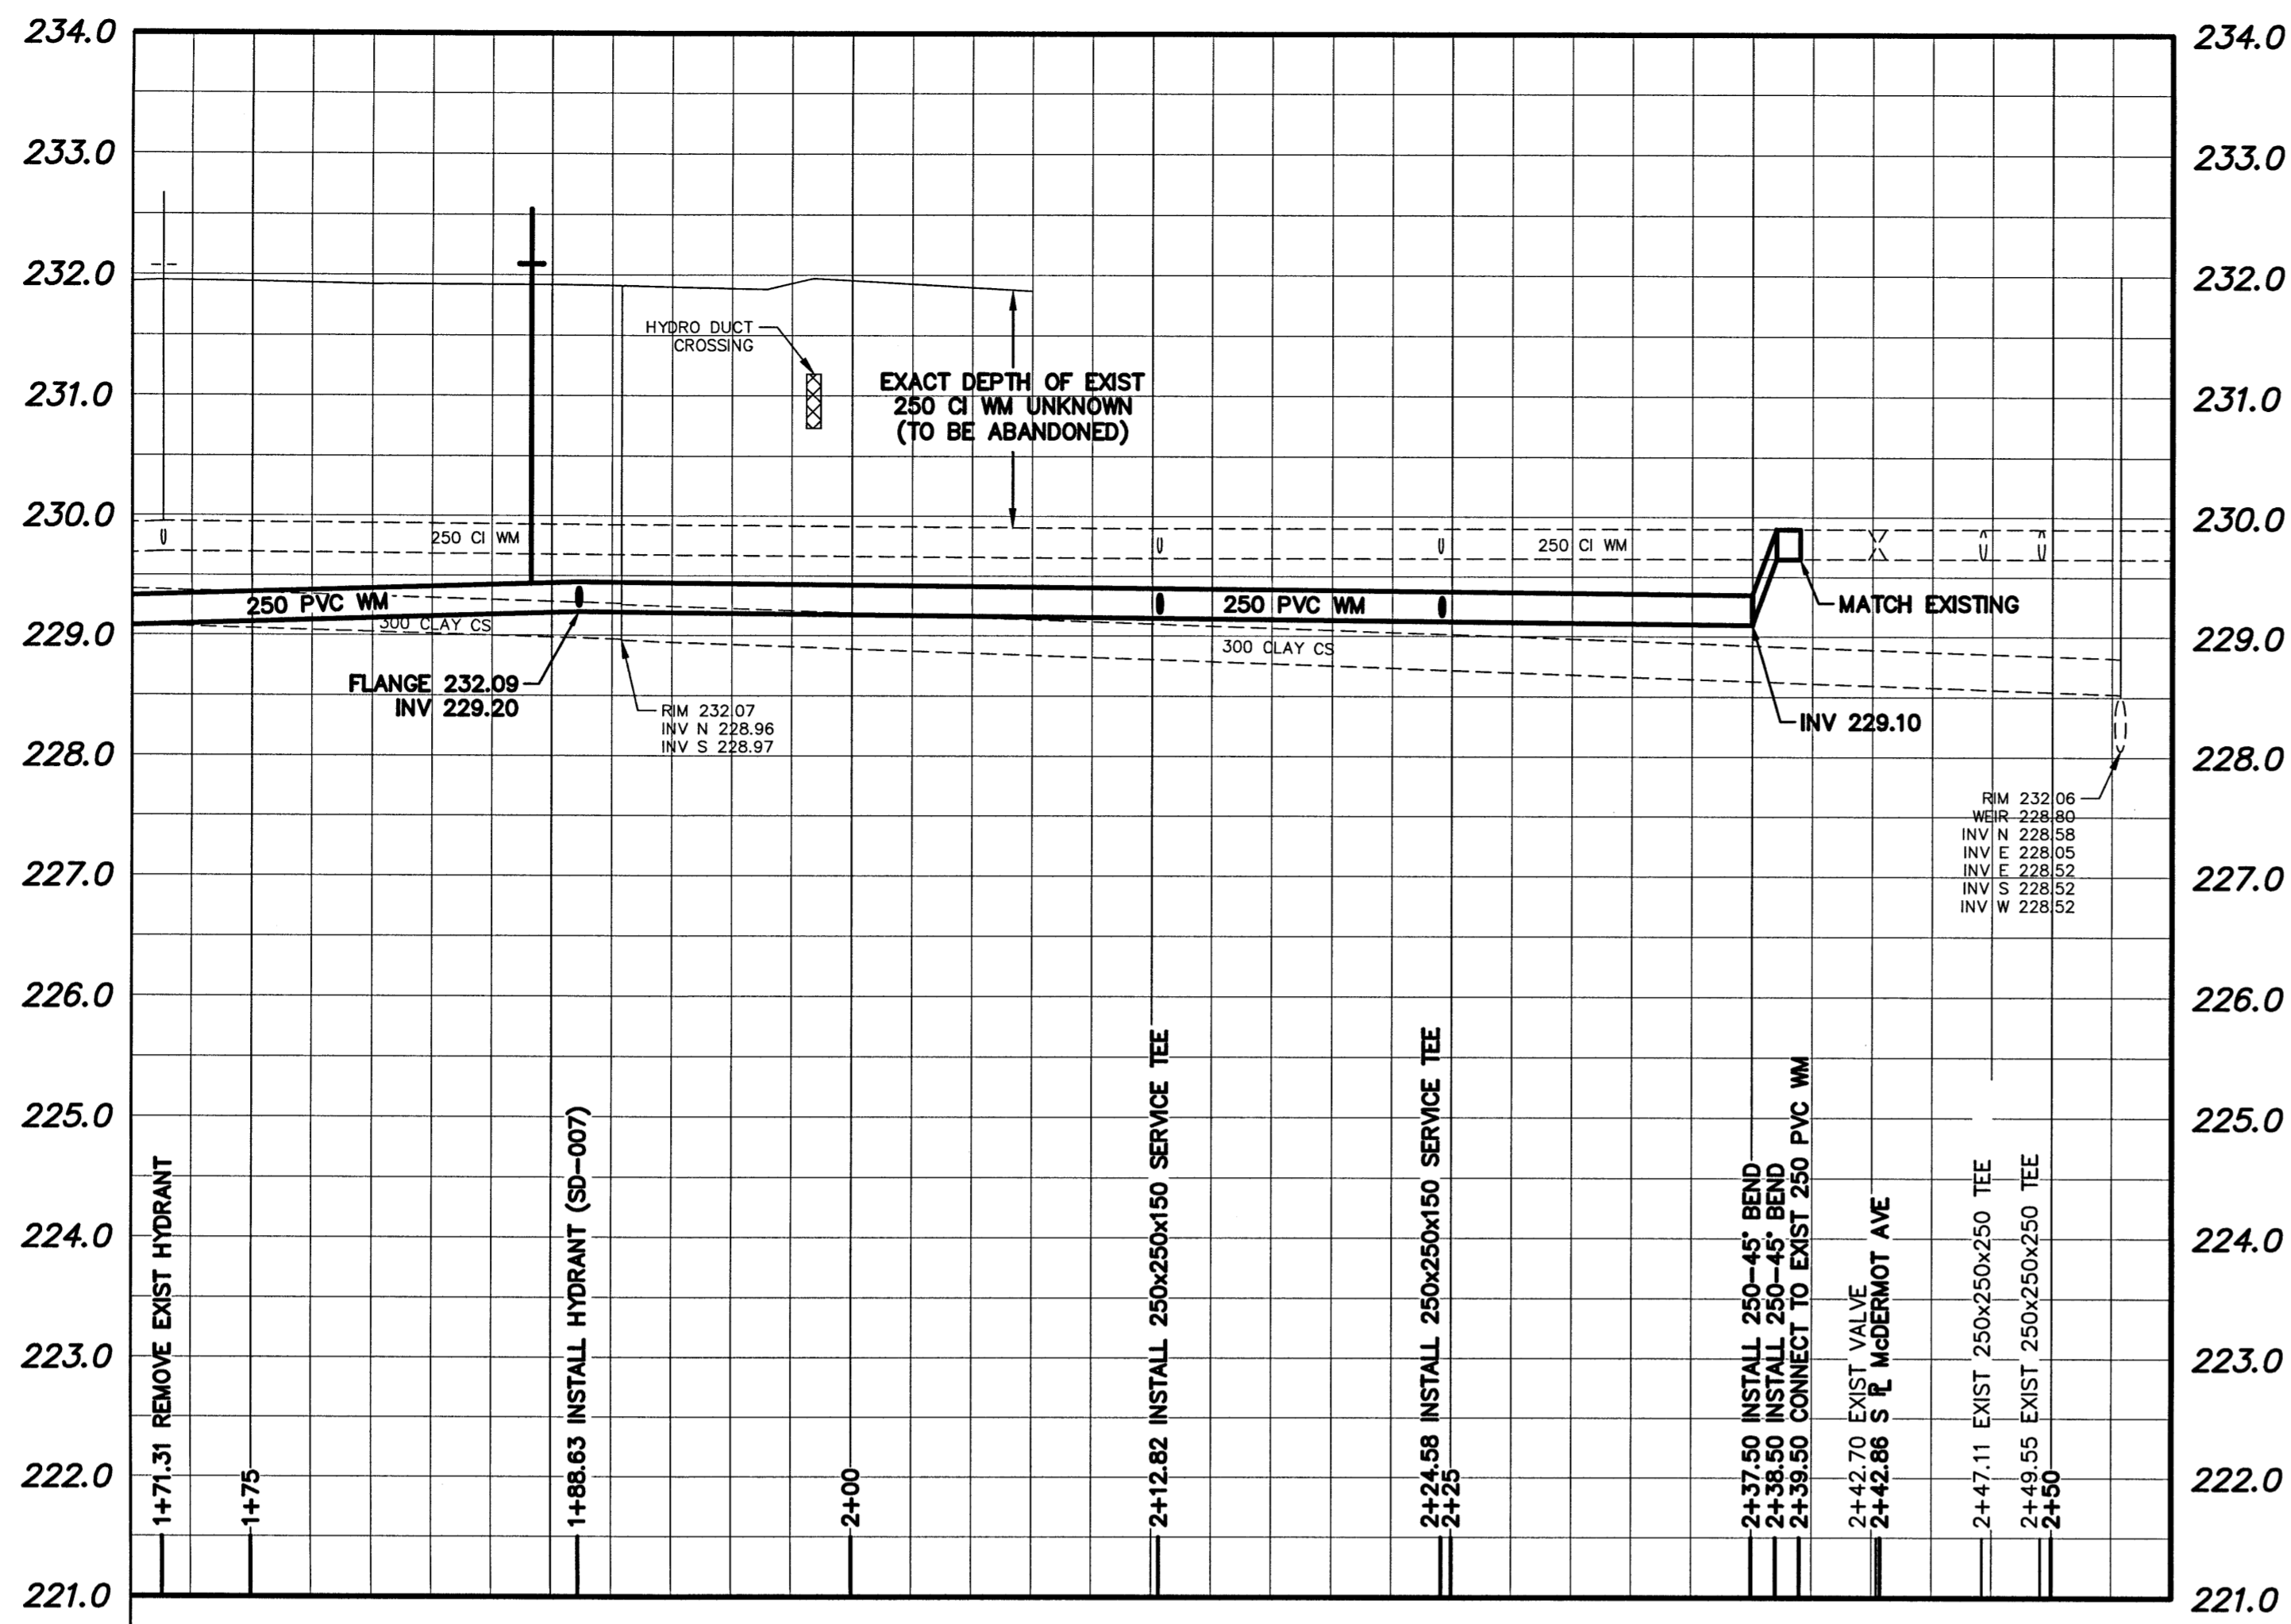 234.0
234.0
233.0
233.0
232.0
232.0
HYDRO DUCT
CROSSING
EXACT DEPTH OF EXIST
250 CI WM UNKNOWN
(TO BE ABANDONED)
231.0
231.0
230.0
230.0
250 CI WM
250 CI WM
250 PVC WM
250 PVC WM
MATCH EXISTING
300 CLAY CS
300 CLAY CS
229.0
229.0
FLANGE 232.09
INV 229.20
RIM 232.07
INV N 228.96
INV S 228.97
INV 229.10
228.0
228.0
RIM 232.06
WEIR 228.80
INV N 228.58
INV E 228.05
INV E 228.52
INV S 228.52
INV W 228.52
227.0
227.0
226.0
226.0
225.0
225.0
224.0
224.0
223.0
223.0
222.0
222.0
221.0
221.0
1+71.31 REMOVE EXIST HYDRANT
1+75
1+88.63 INSTALL HYDRANT (SD-007)
2+00
2+12.82 INSTALL 250x250x150 SERVICE TEE
2+24.58 INSTALL 250x250x150 SERVICE TEE
2+25
2+37.50 INSTALL 250-45° BEND
2+38.50 INSTALL 250-45° BEND
2+39.50 CONNECT TO EXIST 250 PVC WM
2+42.70 EXIST VALVE
2+42.86 S PL McDERMOT AVE
2+47.11 EXIST 250x250x250 TEE
2+49.55 EXIST 250x250x250 TEE
2+50